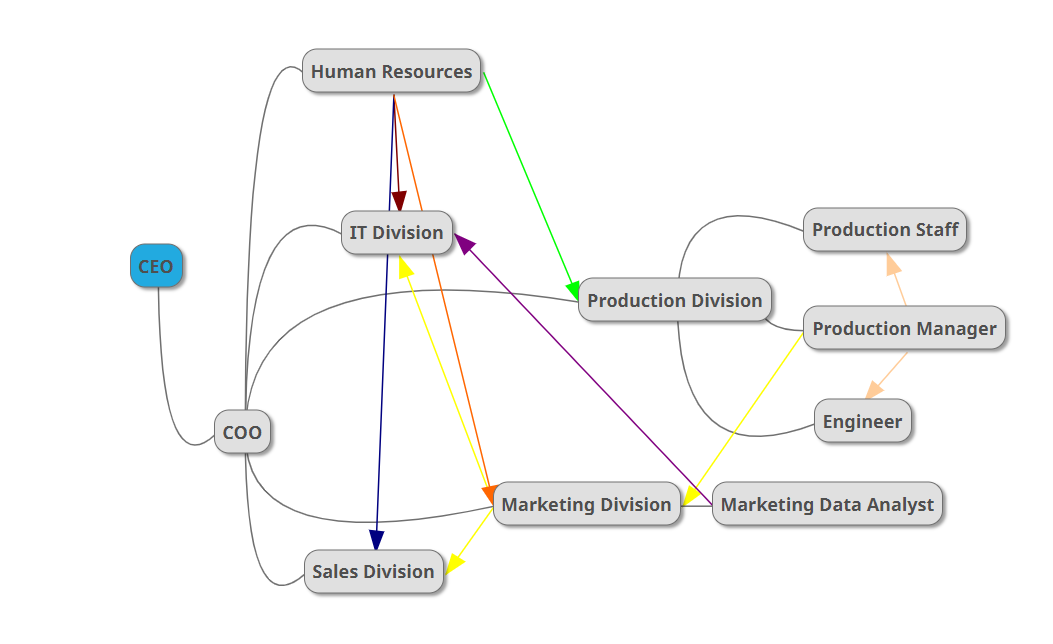 Human Resources
IT Division
Production Staff
CEO
Production Division
Production Manager
COO
Engineer
Marketing Division
Marketing Data Analyst
Sales Division